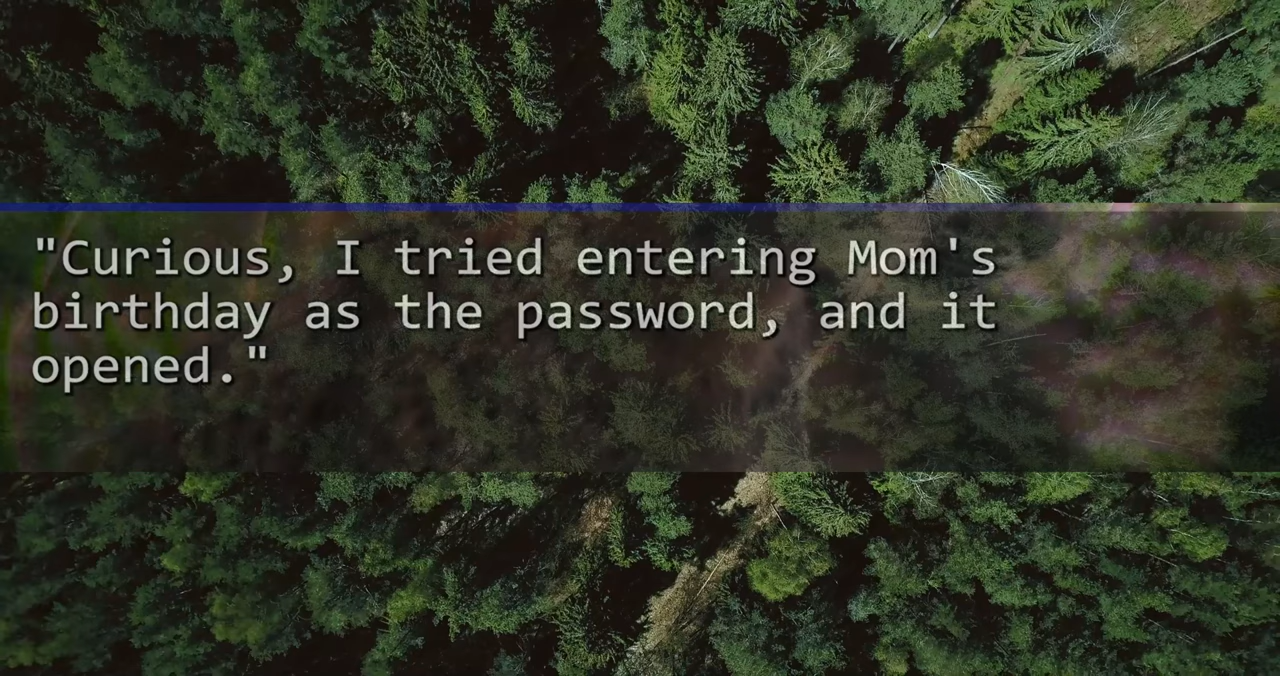 "Curious, I tried entering Mom's
birthday as the password, and it
opened."